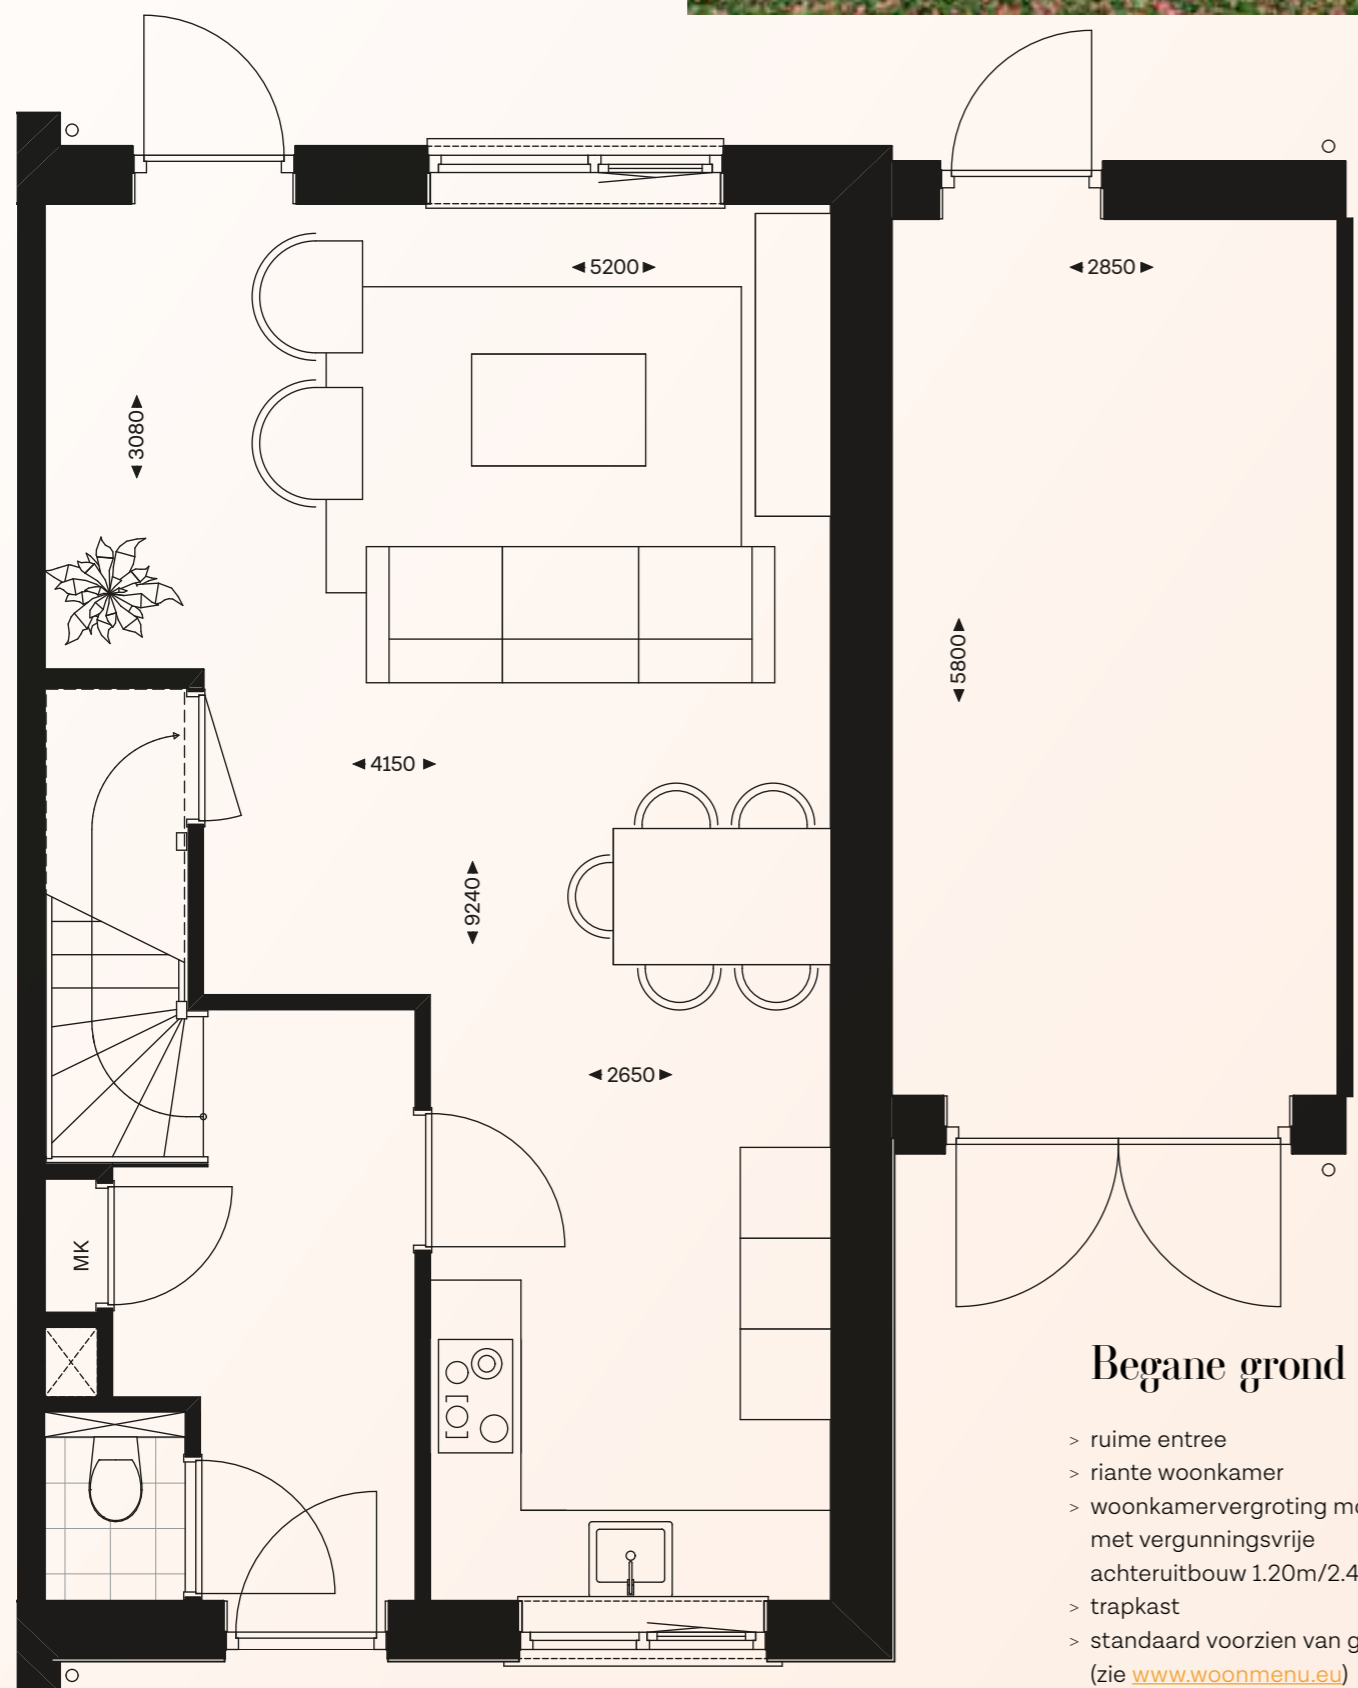 5200
2850
3080
5800
4150
9240
2650
MK
Begane grond
> ruime entree
> riante woonkamer
> woonkamervergroting
met vergunningsvrije
achteruitbouw 1.20m/2.4
> trapkast
> standaard voorzien van
(zie www.woonmenu.eu)